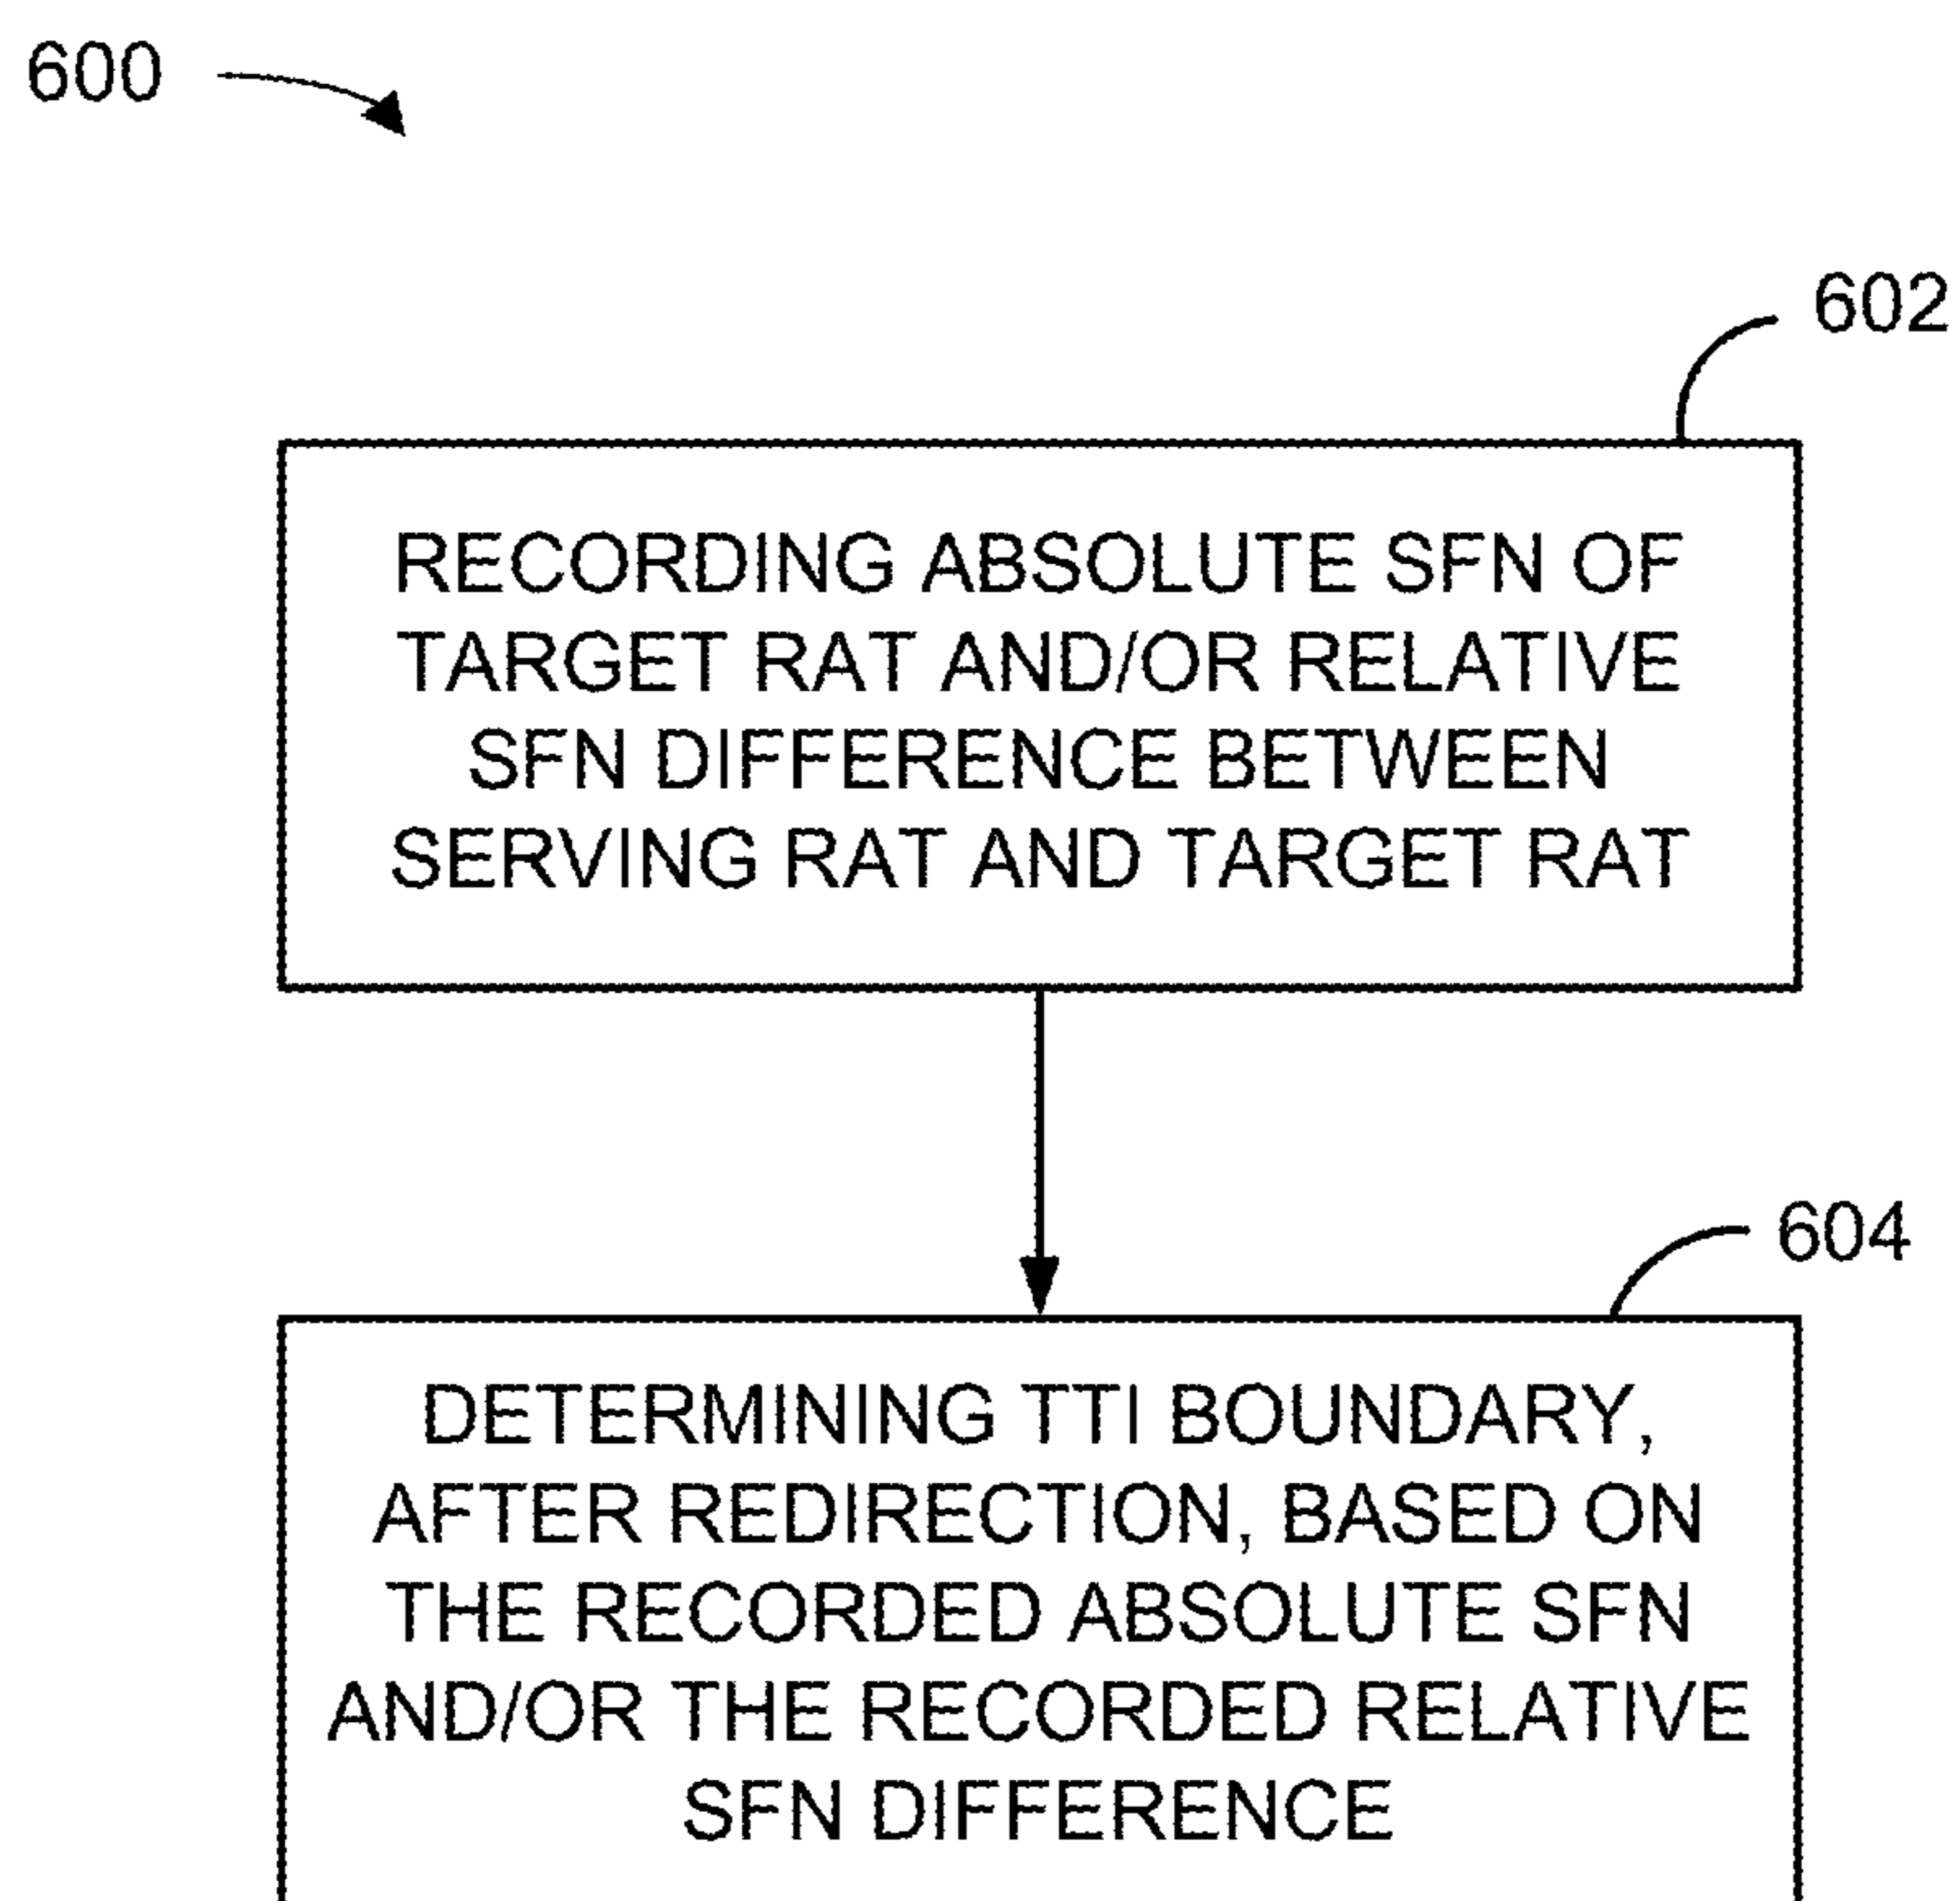 600
602
RECORDING ABSOLUTE SFN OF
TARGET RAT AND/OR RELATIVE
SFN DIFFERENCE BETWEEN
SERVING RAT AND TARGET RAT
604
DETERMINING TTI BOUNDARY,
AFTER REDIRECTION, BASED ON
THE RECORDED ABSOLUTE SFN
AND/OR THE RECORDED RELATIVE
SFN DIFFERENCE